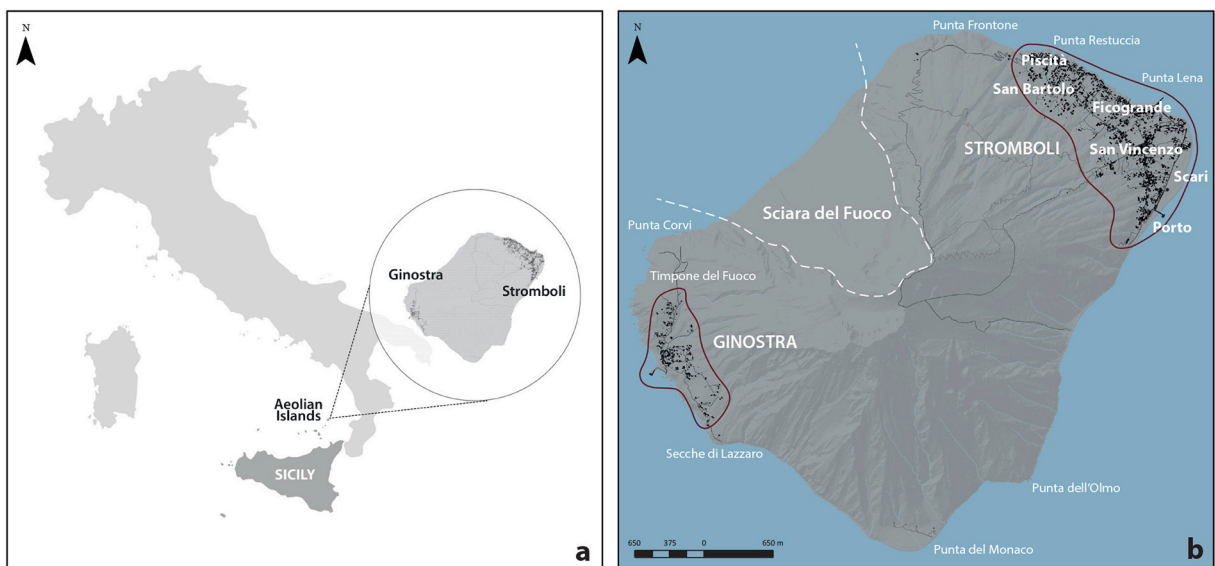 N
Ginostra
Stromboli
Aeolian
Islands
SICILY
a
N
Punta Frontone
Punta Restuccia
Piscità
Punta Lena
San Bartolo
Ficogrande
STROMBOLI
San Vincenzo
Scari
Sciara del Fuoco
Punta Corvi
Porto
Timpone del Fuoco
GINOSTRA
Secche di Lazzaro
Punta dell'Olmo
650 375 0 650 m
Punta del Monaco
b